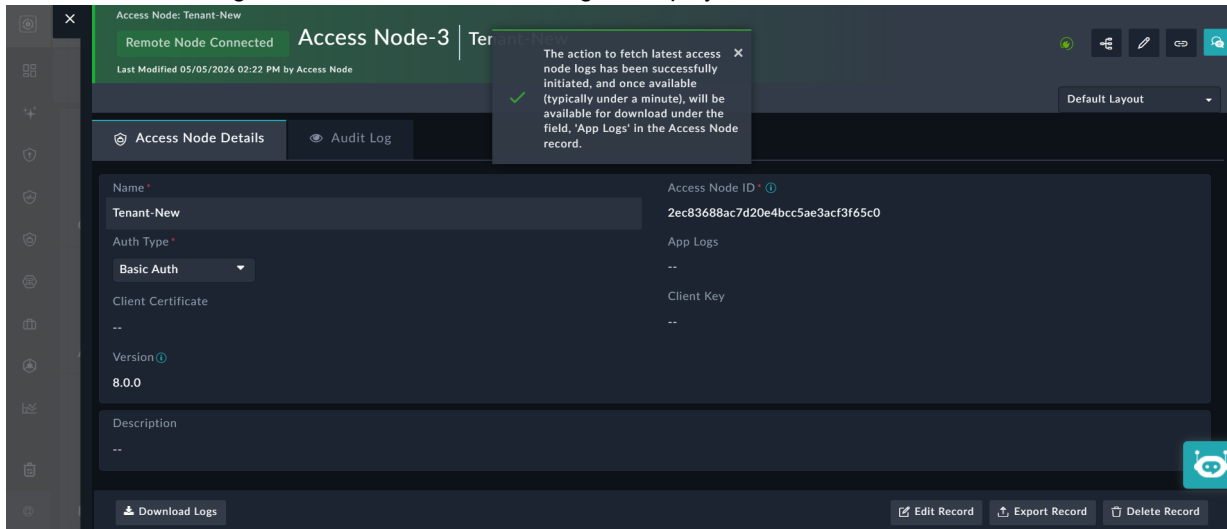 Access Node: Tenant-New
Remote Node Connected
Access Node-3 | Tenant-New
Last Modified 05/05/2026 02:22 PM by Access Node
The action to fetch latest access
node logs has been successfully
initiated, and once available
(typically under a minute), will be
available for download under the
field, 'App Logs' in the Access Node
record.
Default Layout
Access Node Details
Audit Log
Name *
Tenant-New
Access Node ID *
2ec83688ac7d20e4bcc5ae3acf3f65c0
Auth Type *
Basic Auth
App Logs
--
Client Certificate
--
Client Key
--
Version
8.0.0
Description
--
Download Logs
Edit Record
Export Record
Delete Record